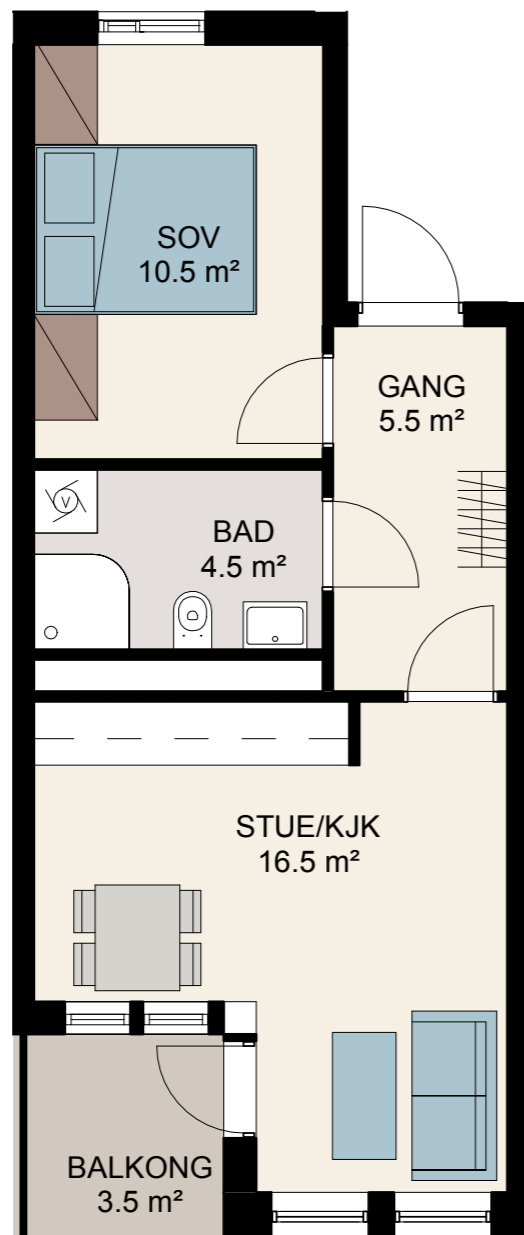 SOV
10.5 m²
GANG
5.5 m²
V
BAD
4.5 m²
STUE/KJK
16.5 m²
BALKONG
3.5 m²